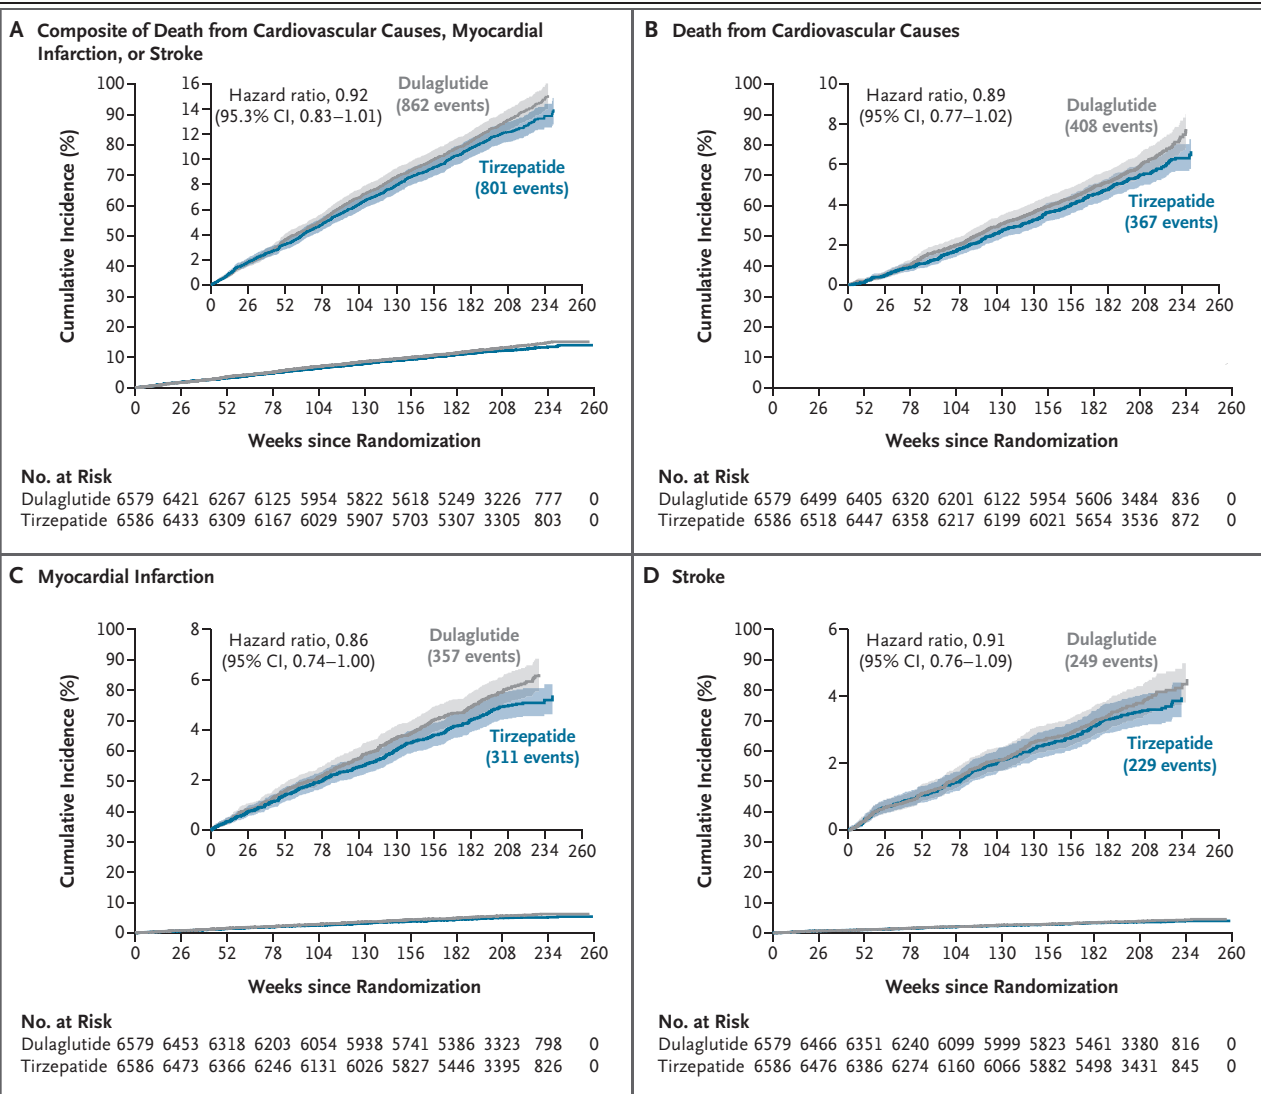 A Composite of Death from Cardiovascular Causes, Myocardial
Infarction, or Stroke
Cumulative Incidence (%)
100
90
80
70
60
50
40
30
20
10
0
16
14
12
10
8
6
4
2
0
Hazard ratio, 0.92
(95.3% CI, 0.83–1.01)
Dulaglutide
(862 events)
Tirzepatide
(801 events)
0 26 52 78 104 130 156 182 208 234 260
0 26 52 78 104 130 156 182 208 234 260
Weeks since Randomization
No. at Risk
Dulaglutide 6579 6421 6267 6125 5954 5822 5618 5249 3226 777 0
Tirzepatide 6586 6433 6309 6167 6029 5907 5703 5307 3305 803 0
B Death from Cardiovascular Causes
Cumulative Incidence (%)
100
90
80
70
60
50
40
30
20
10
0
10
8
6
4
2
0
Hazard ratio, 0.89
(95% CI, 0.77–1.02)
Dulaglutide
(408 events)
Tirzepatide
(367 events)
0 26 52 78 104 130 156 182 208 234 260
0 26 52 78 104 130 156 182 208 234 260
Weeks since Randomization
No. at Risk
Dulaglutide 6579 6499 6405 6320 6201 6122 5954 5606 3484 836 0
Tirzepatide 6586 6518 6447 6358 6217 6199 6021 5654 3536 872 0
C Myocardial Infarction
Cumulative Incidence (%)
100
90
80
70
60
50
40
30
20
10
0
8
6
4
2
0
Hazard ratio, 0.86
(95% CI, 0.74–1.00)
Dulaglutide
(357 events)
Tirzepatide
(311 events)
0 26 52 78 104 130 156 182 208 234 260
0 26 52 78 104 130 156 182 208 234 260
Weeks since Randomization
No. at Risk
Dulaglutide 6579 6453 6318 6203 6054 5938 5741 5386 3323 798 0
Tirzepatide 6586 6473 6366 6246 6131 6026 5827 5446 3395 826 0
D Stroke
Cumulative Incidence (%)
100
90
80
70
60
50
40
30
20
10
0
6
4
2
0
Hazard ratio, 0.91
(95% CI, 0.76–1.09)
Dulaglutide
(249 events)
Tirzepatide
(229 events)
0 26 52 78 104 130 156 182 208 234 260
0 26 52 78 104 130 156 182 208 234 260
Weeks since Randomization
No. at Risk
Dulaglutide 6579 6466 6351 6240 6099 5999 5823 5461 3380 816 0
Tirzepatide 6586 6476 6386 6274 6160 6066 5882 5498 3431 845 0